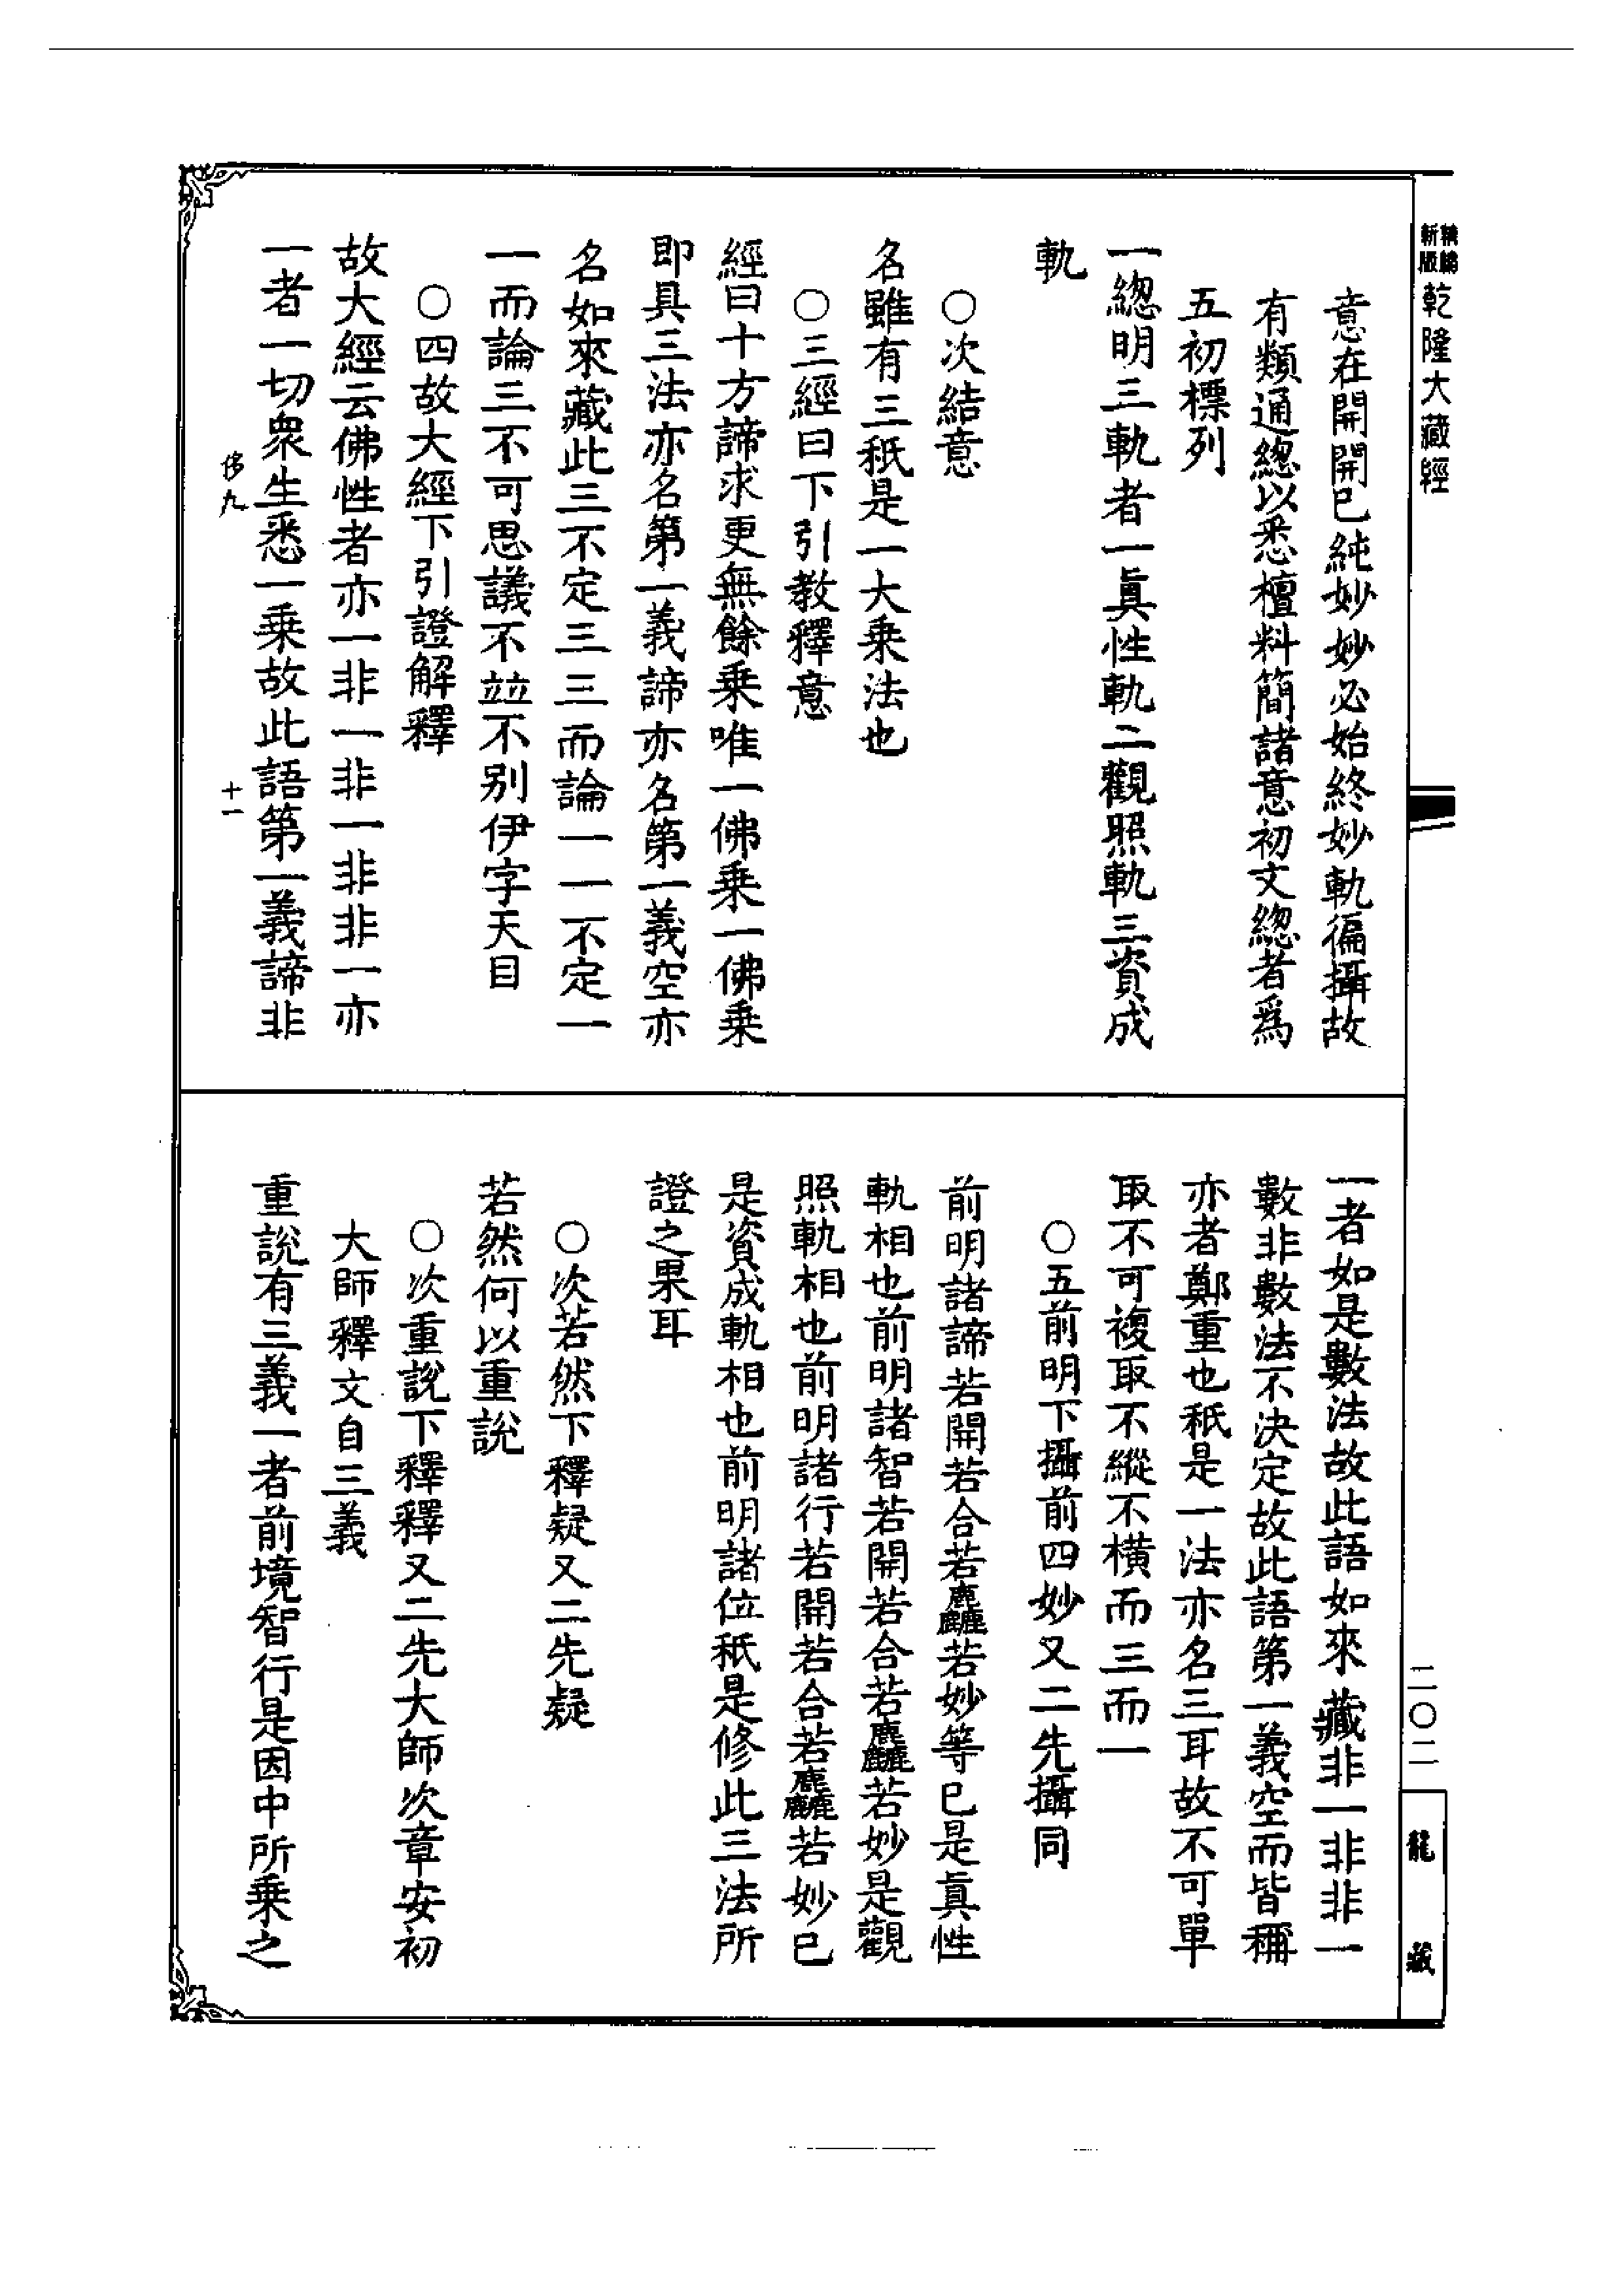 精縮
新版
乾隆大藏經
意在開開已純妙妙必始終妙軌徧攝故
有類通緫以悉檀料簡諸意初文緫者爲
五初標列
一緫明三軌者一眞性軌二觀照軌三資成
軌
○次結意
名雖有三秖是一大乗法也
○三經曰下引教釋意
經曰十方諦求更無餘乗唯一佛乗一佛乗
即具三法亦名第一義諦亦名第一義空亦
名如來藏此三不定三三而論一一不定一
一而論三不可思議不竝不别伊字天目
○四故大經下引證解釋
故大經云佛性者亦一非一非一非非一亦
一者一切衆生悉一乗故此語第一義諦非
侈九
十一
一者如是數法故此語如來藏非一非非一
數非數法不決定故此語第一義空而皆稱
亦者鄭重也秖是一法亦名三耳故不可單
取不可複取不縱不橫而三而一
○五前明下攝前四妙又二先攝同
前明諸諦若開若合若麤若妙等已是眞性
軌相也前明諸智若開若合若麤若妙是觀
照軌相也前明諸行若開若合若麤若妙已
是資成軌相也前明諸位秖是修此三法所
證之果耳
○次若然下釋疑又二先疑
若然何以重說
○次重說下釋釋又二先大師次章安初
大師釋文自三義
重說有三義一者前境智行是因中所乗之
二〇二
龍藏